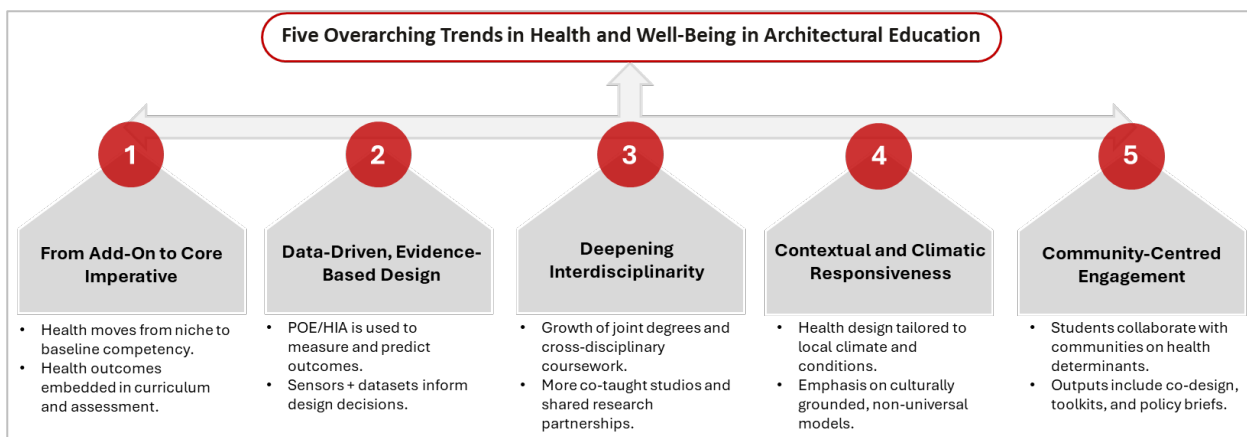 Five Overarching Trends in Health and Well-Being in Architectural Education
1
From Add-On to Core
Imperative
• Health moves from niche to
baseline competency.
• Health outcomes
embedded in curriculum
and assessment.
2
Data-Driven, Evidence-
Based Design
• POE/HIA is used to
measure and predict
outcomes.
• Sensors + datasets inform
design decisions.
3
Deepening
Interdisciplinarity
• Growth of joint degrees and
cross-disciplinary
coursework.
• More co-taught studios and
shared research
partnerships.
4
Contextual and Climatic
Responsiveness
• Health design tailored to
local climate and
conditions.
• Emphasis on culturally
grounded, non-universal
models.
5
Community-Centred
Engagement
• Students collaborate with
communities on health
determinants.
• Outputs include co-design,
toolkits, and policy briefs.